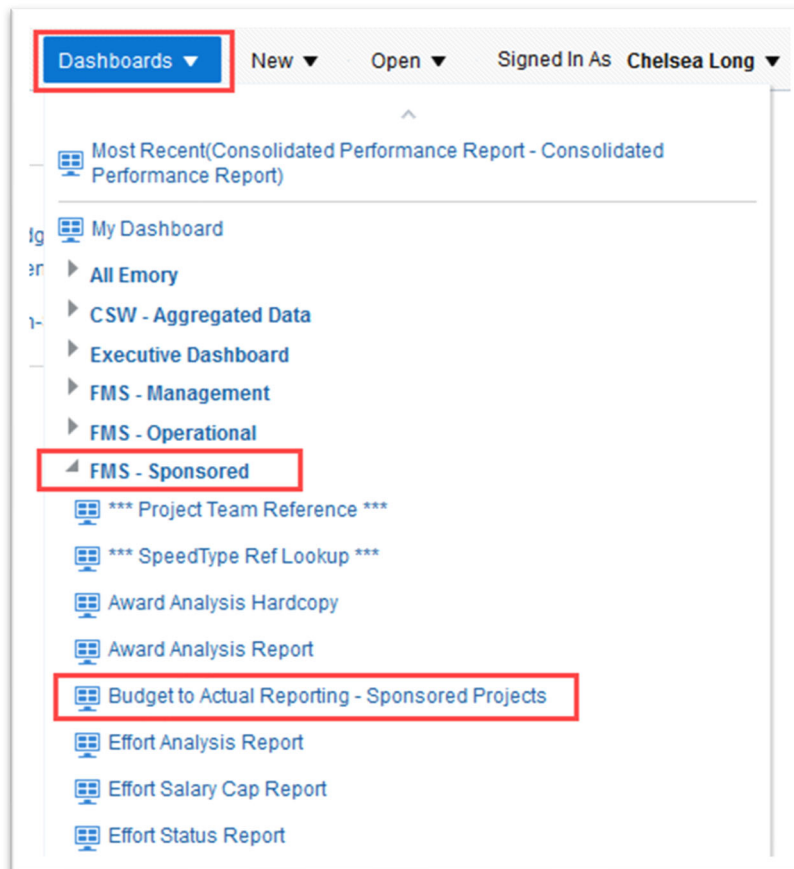 Dashboards New Open Signed In As Chelsea Long
Most Recent(Consolidated Performance Report - Consolidated
Performance Report)
My Dashboard
All Emory
CSW - Aggregated Data
Executive Dashboard
FMS - Management
FMS - Operational
FMS - Sponsored
*** Project Team Reference ***
*** SpeedType Ref Lookup ***
Award Analysis Hardcopy
Award Analysis Report
Budget to Actual Reporting - Sponsored Projects
Effort Analysis Report
Effort Salary Cap Report
Effort Status Report